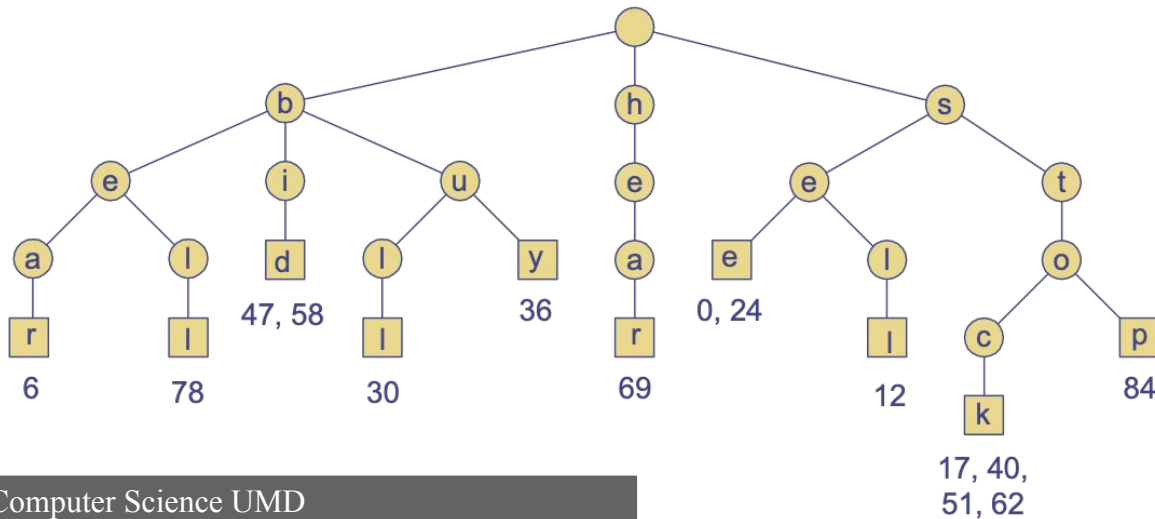 b h s
e i u e e t
a l d l y a e l o
47, 58 36 0, 24
r l l r l c p
6 78 30 69 12 k 84
17, 40,
51, 62
Computer Science UMD